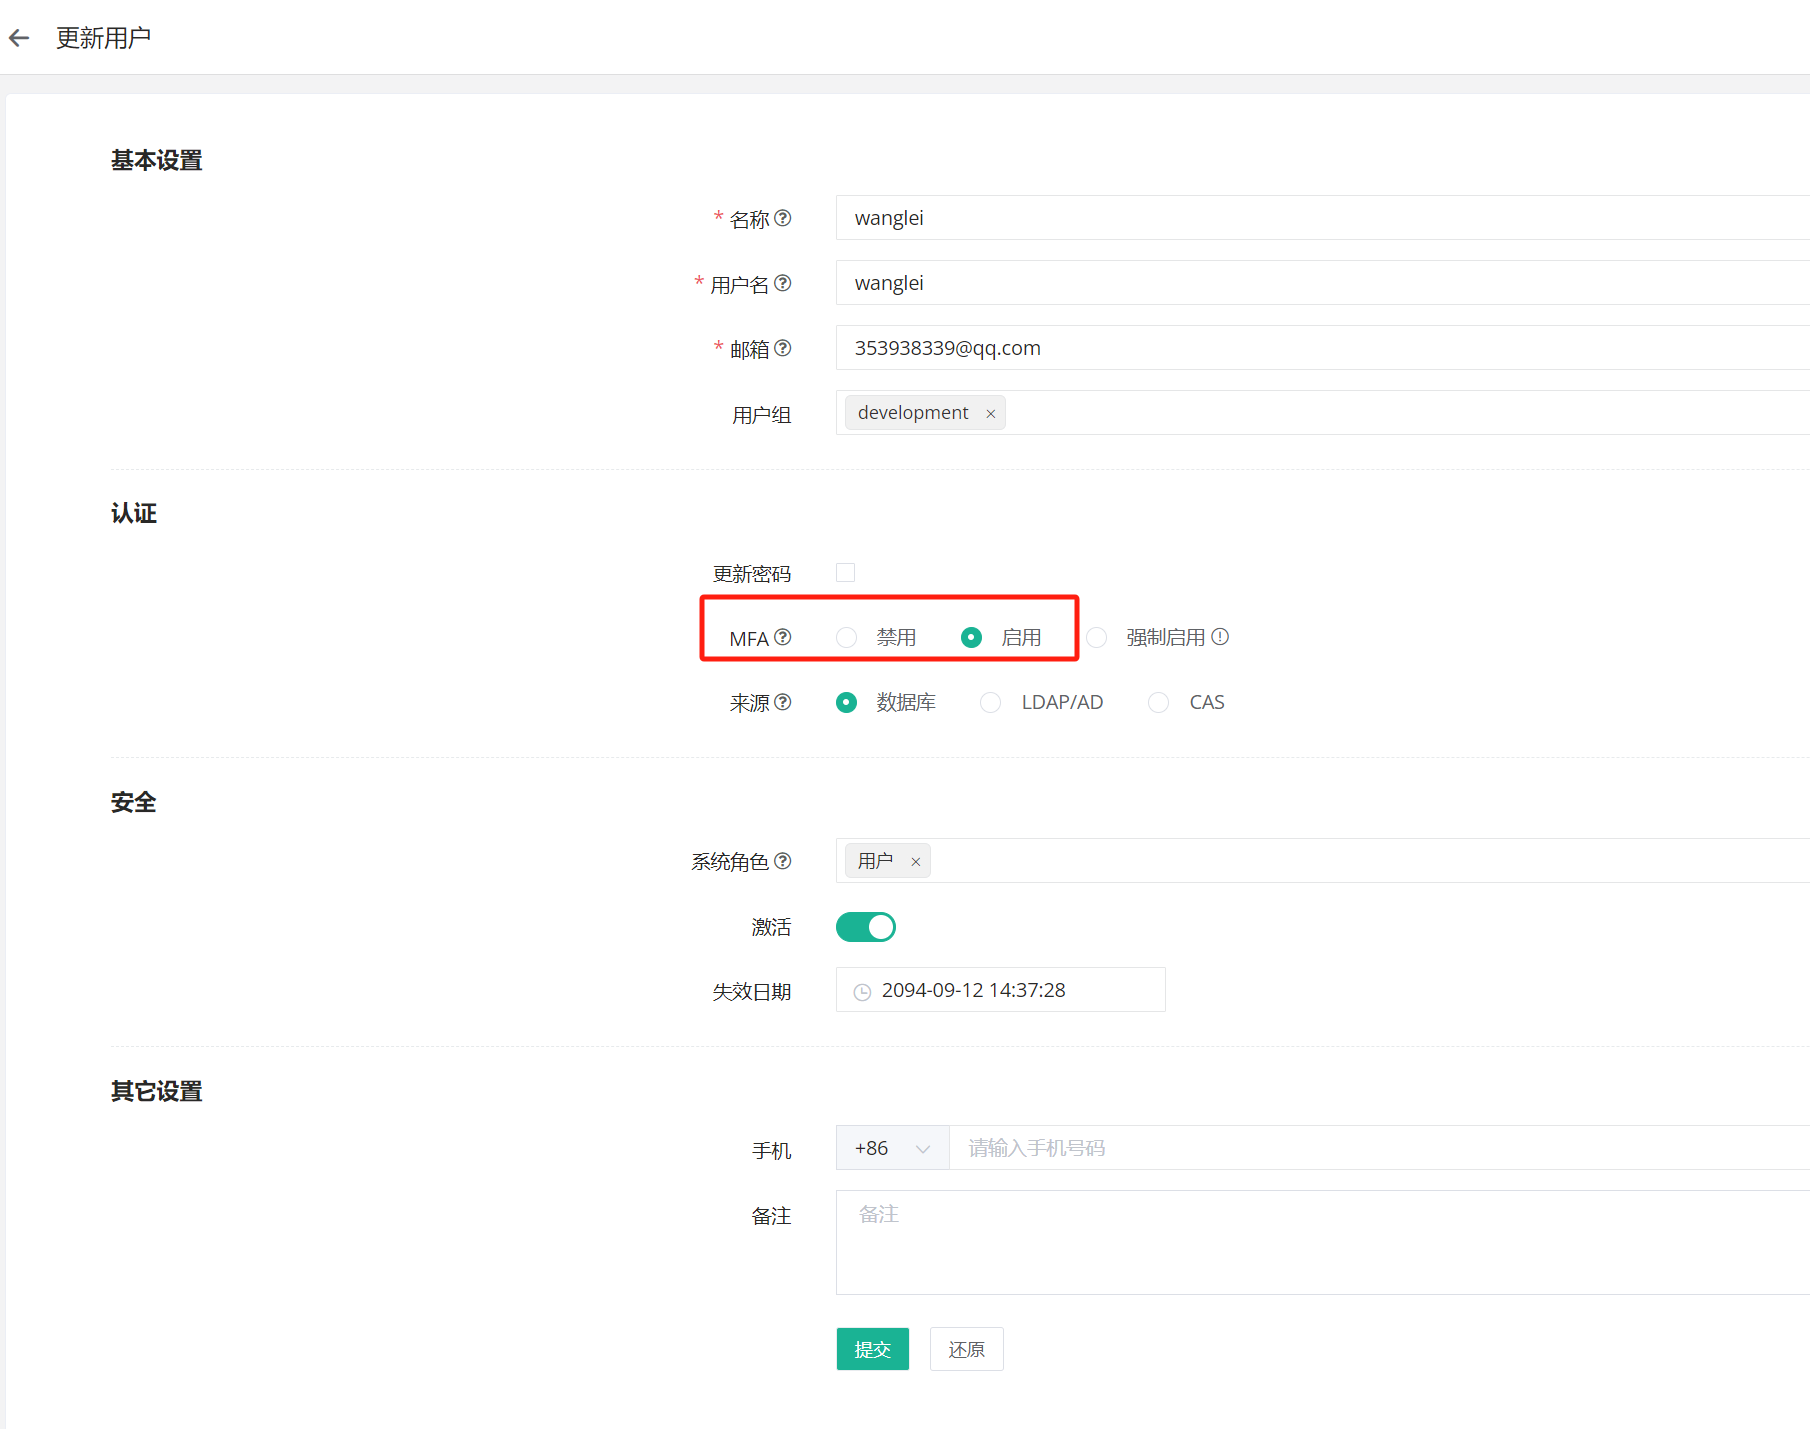 更新用户
基本设置
* 名称 wanglei
* 用户名 wanglei
* 邮箱 353938339@qq.com
用户组 development ×
认证
更新密码
MFA 禁用 启用 强制启用
来源 数据库 LDAP/AD CAS
安全
系统角色 用户 ×
激活
失效日期 2094-09-12 14:37:28
其它设置
手机 +86 请输入手机号码
备注 备注
提交 还原